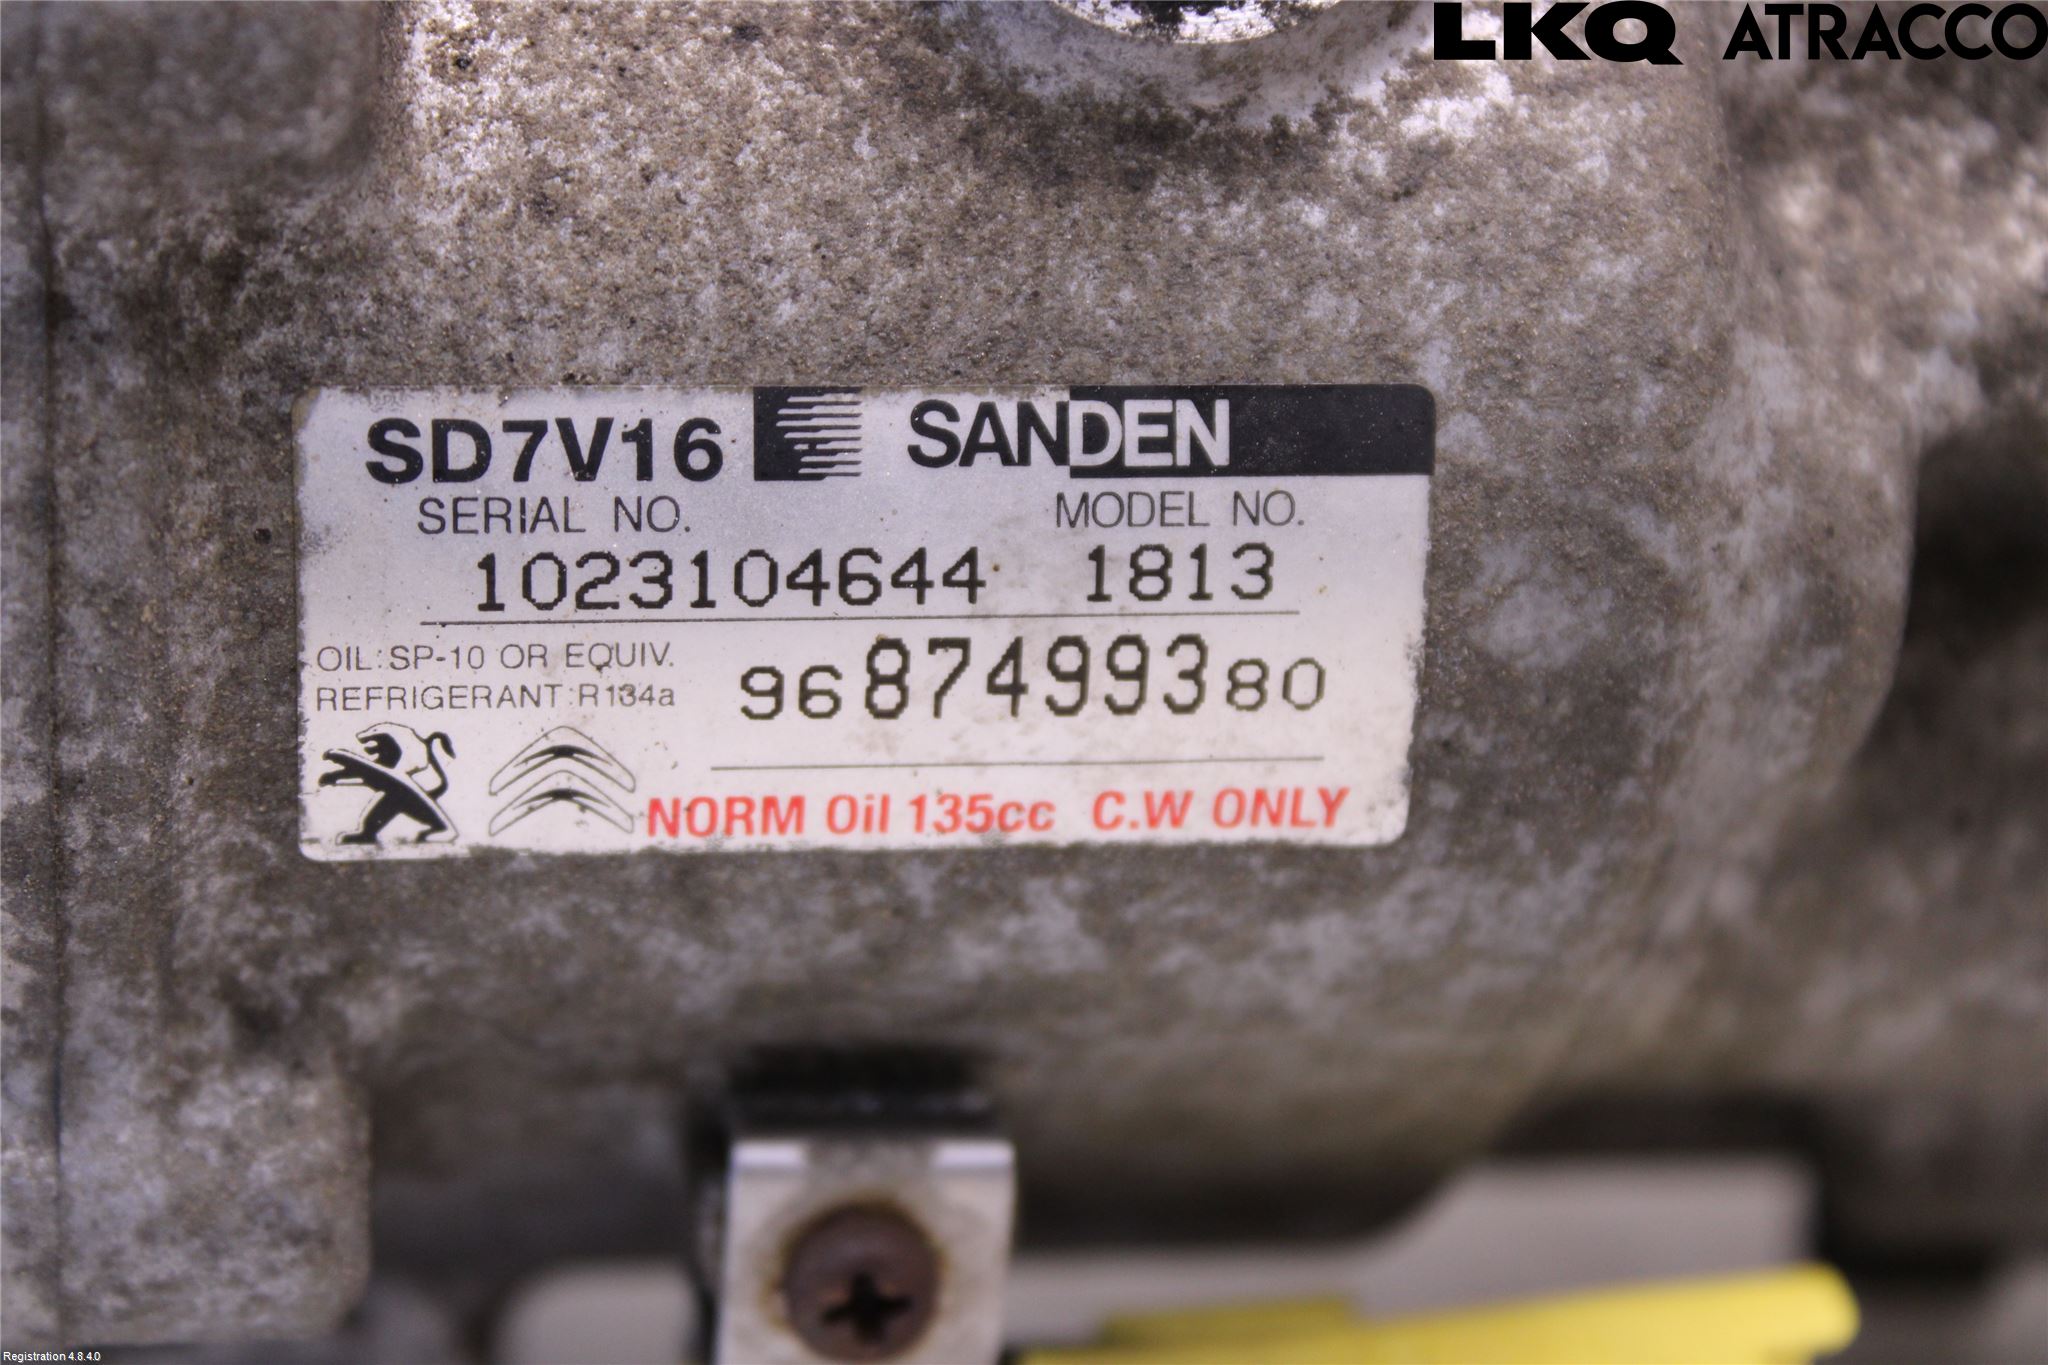 LKQ ATRACCO
SD7V16 SANDEN
SERIAL NO. MODEL NO.
1023104644 1813
OIL:SP-10 OR EQUIV.
REFRIGERANT:R134a
9687499380
NORM Oil 135cc C.W ONLY
Registration 4.8.4.0